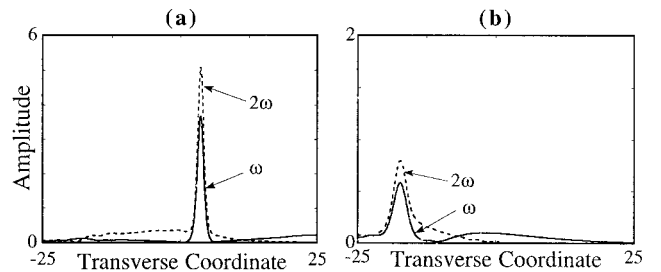 (a)
(b)
6
2
Amplitude
2ω
ω
2ω
ω
0
0
-25
Transverse Coordinate
25
-25
Transverse Coordinate
25